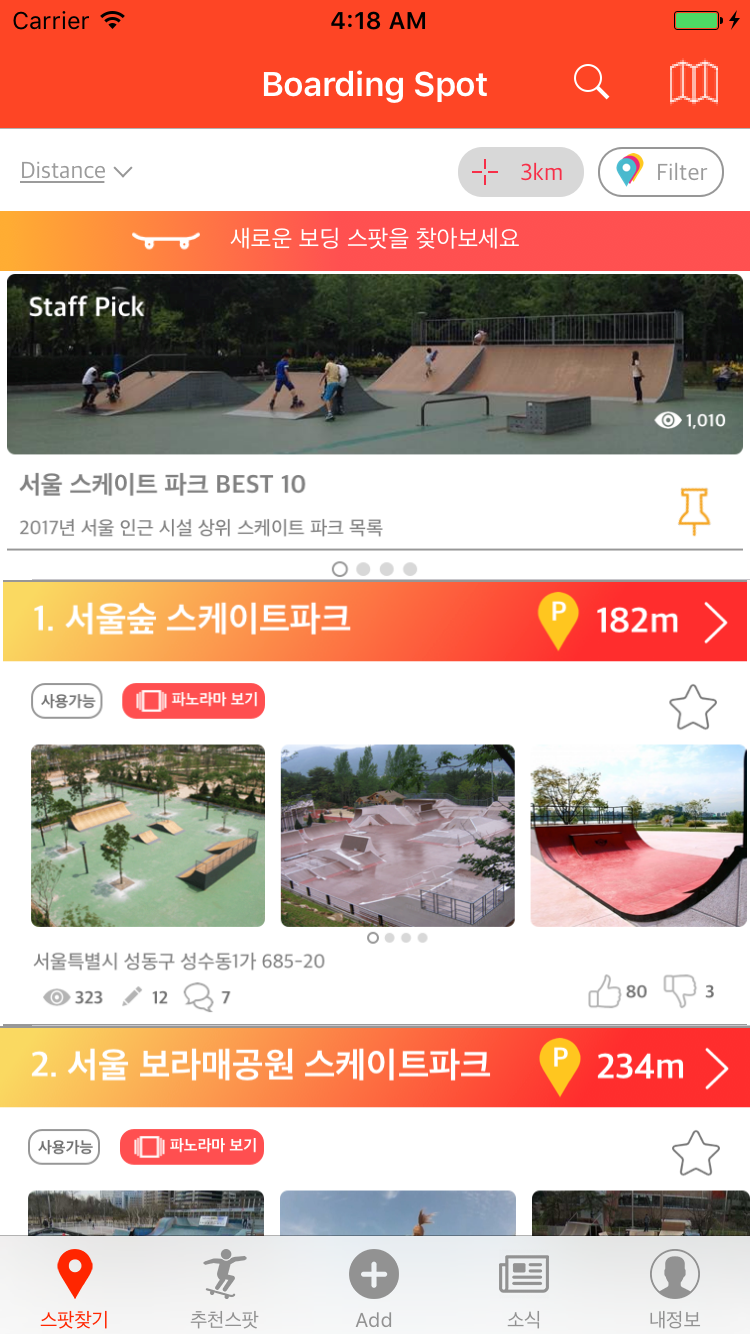 Carrier 4:18 AM
Boarding Spot
Distance 3km Filter
새로운 보딩 스팟을 찾아보세요
Staff Pick
1,010
서울 스케이트 파크 BEST 10
2017년 서울 인근 시설 상위 스케이트 파크 목록
1. 서울숲 스케이트파크 P 182m
사용가능 파노라마 보기
서울특별시 성동구 성수동1가 685-20
323 12 7 80 3
2. 서울 보라매공원 스케이트파크 P 234m
사용가능 파노라마 보기
스팟찾기 추천스팟 Add 소식 내정보